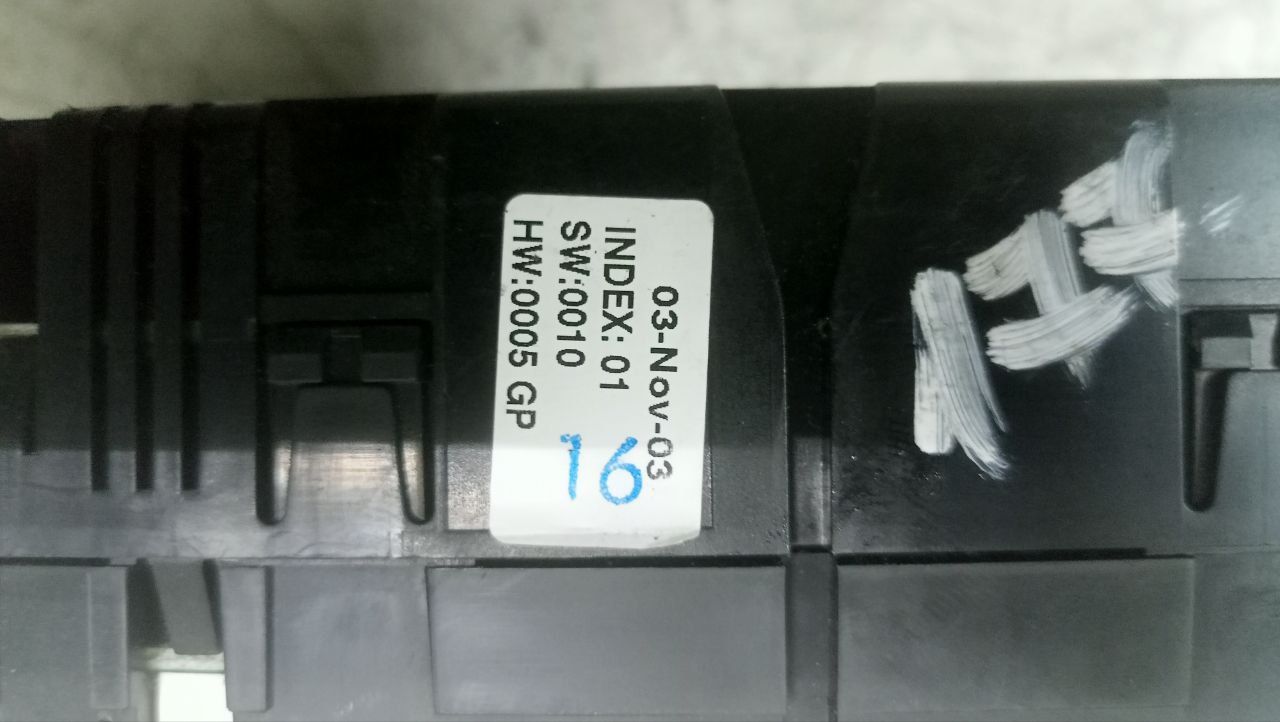 03-Nov-03
INDEX: 01
SW:0010
HW:0005 GP
16